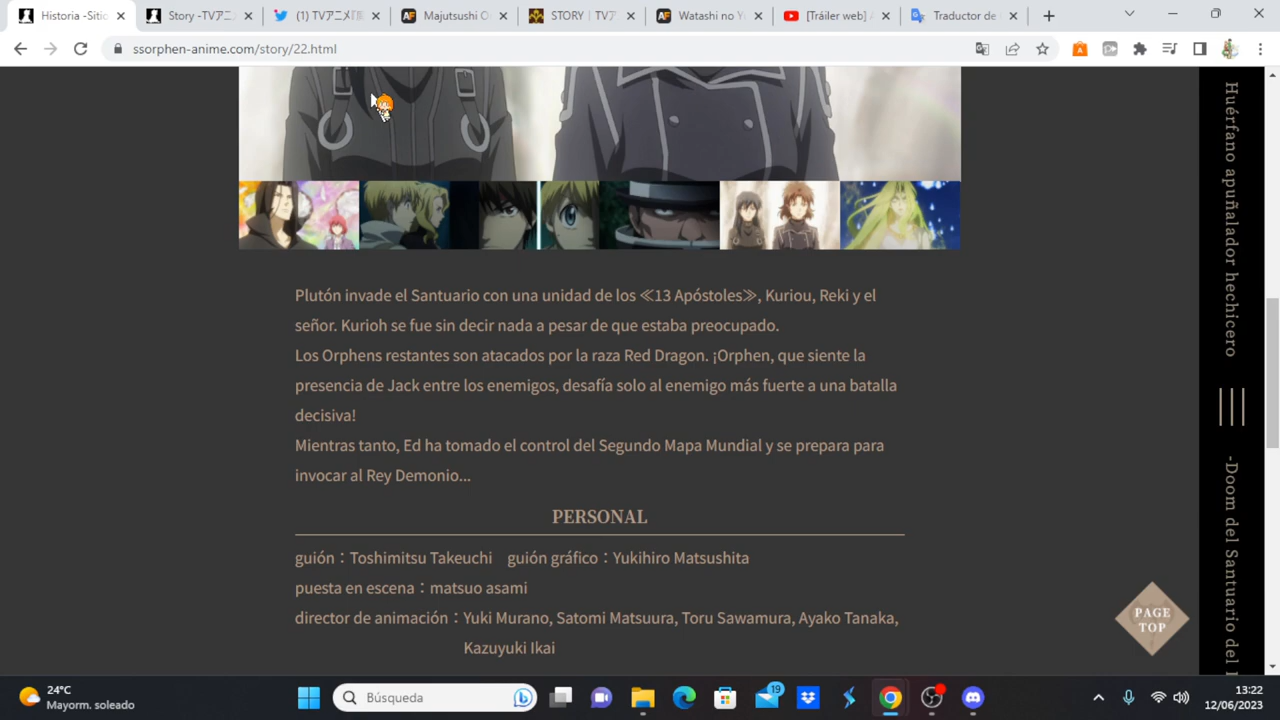 Historia -Sitio
Story -TVアニ
(1) TVアニメ『
Majutsushi O
STORY | TVア
Watashi no Y
[Tráiler web] A
Traductor de
ssorphen-anime.com/story/22.html
Huérfano apuñalador hechicero
-Doom del Santuario del
Plutón invade el Santuario con una unidad de los ≪13 Apóstoles≫, Kuriou, Reki y el
señor. Kurioh se fue sin decir nada a pesar de que estaba preocupado.
Los Orphens restantes son atacados por la raza Red Dragon. ¡Orphen, que siente la
presencia de Jack entre los enemigos, desafía solo al enemigo más fuerte a una batalla
decisiva!
Mientras tanto, Ed ha tomado el control del Segundo Mapa Mundial y se prepara para
invocar al Rey Demonio...
PERSONAL
guión：Toshimitsu Takeuchi guión gráfico：Yukihiro Matsushita
puesta en escena：matsuo asami
director de animación：Yuki Murano, Satomi Matsuura, Toru Sawamura, Ayako Tanaka,
Kazuyuki Ikai
PAGE
TOP
24°C
Mayorm. soleado
Búsqueda
19
13:22
12/06/2023